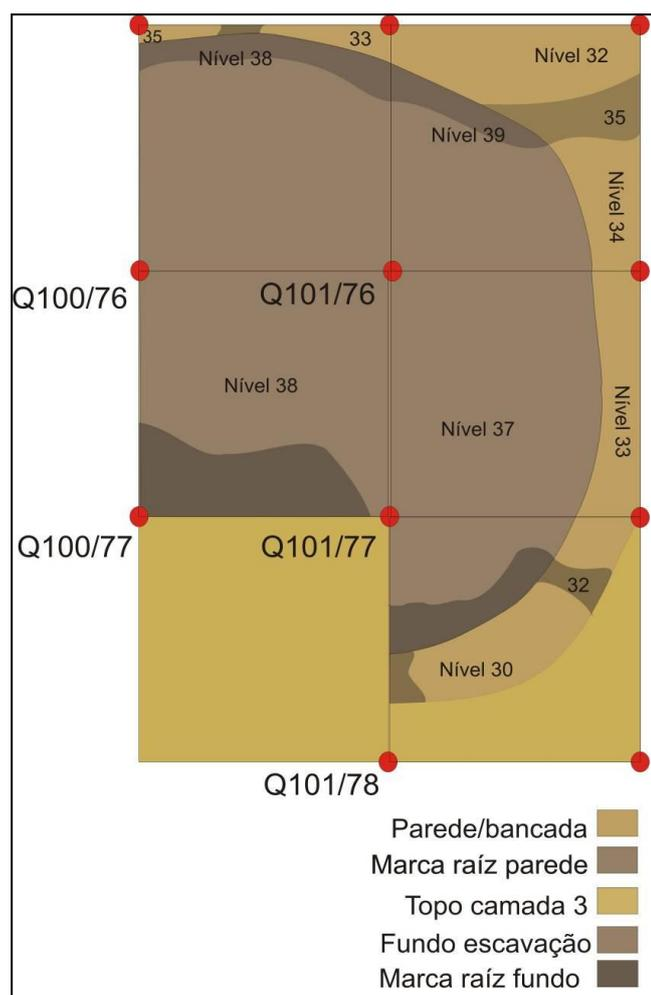 35
33
Nível 38
Nível 32
35
Nível 39
Nível 34
Q100/76
Q101/76
Nível 38
Nível 33
Nível 37
Q100/77
Q101/77
32
Nível 30
Q101/78
Parede/bancada
Marca raíz parede
Topo camada 3
Fundo escavação
Marca raíz fundo